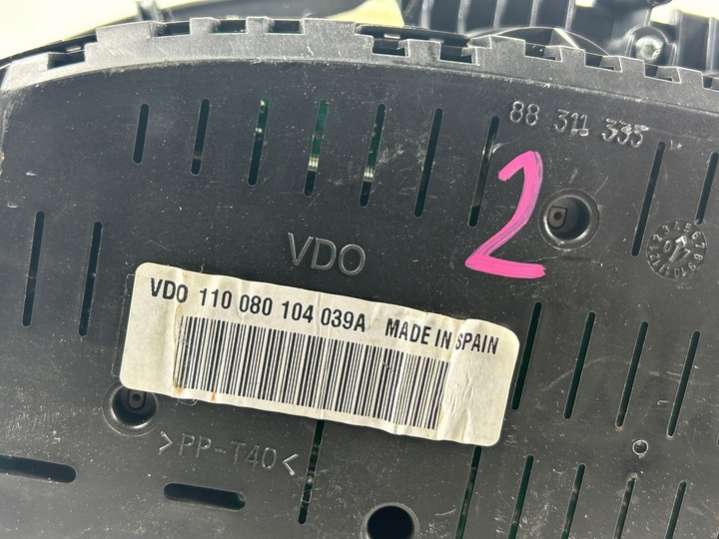 88 311 335
2
VDO
VDO 110 080 104 039A MADE IN SPAIN
>PP-T40<